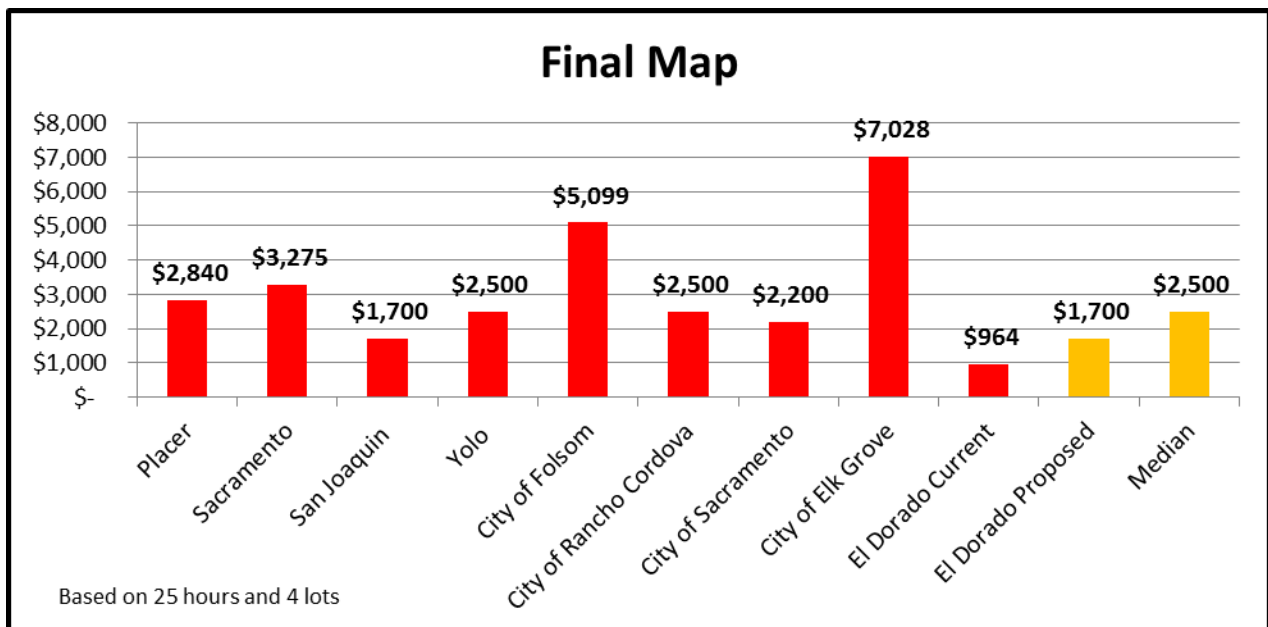 Final Map
$8,000
$7,000
$6,000
$5,000
$4,000
$3,000
$2,000
$1,000
$-
$2,840
$3,275
$1,700
$2,500
$5,099
$2,500
$2,200
$7,028
$964
$1,700
$2,500
Placer
Sacramento
San Joaquin
Yolo
City of Folsom
City of Rancho Cordova
City of Sacramento
City of Elk Grove
El Dorado Current
El Dorado Proposed
Median
Based on 25 hours and 4 lots